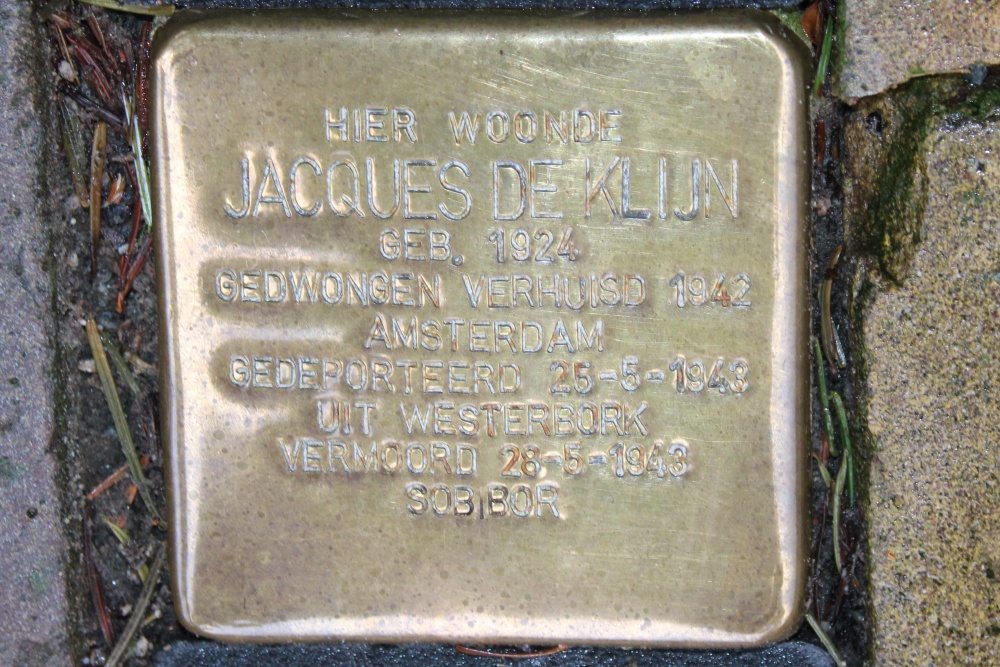 HIER WOONDE
JACQUES DE KLIJN
GEB. 1924
GEDWONGEN VERHUISD 1942
AMSTERDAM
GEDEPORTEERD 25-5-1943
UIT WESTERBORK
VERMOORD 28-5-1943
SOBIBOR